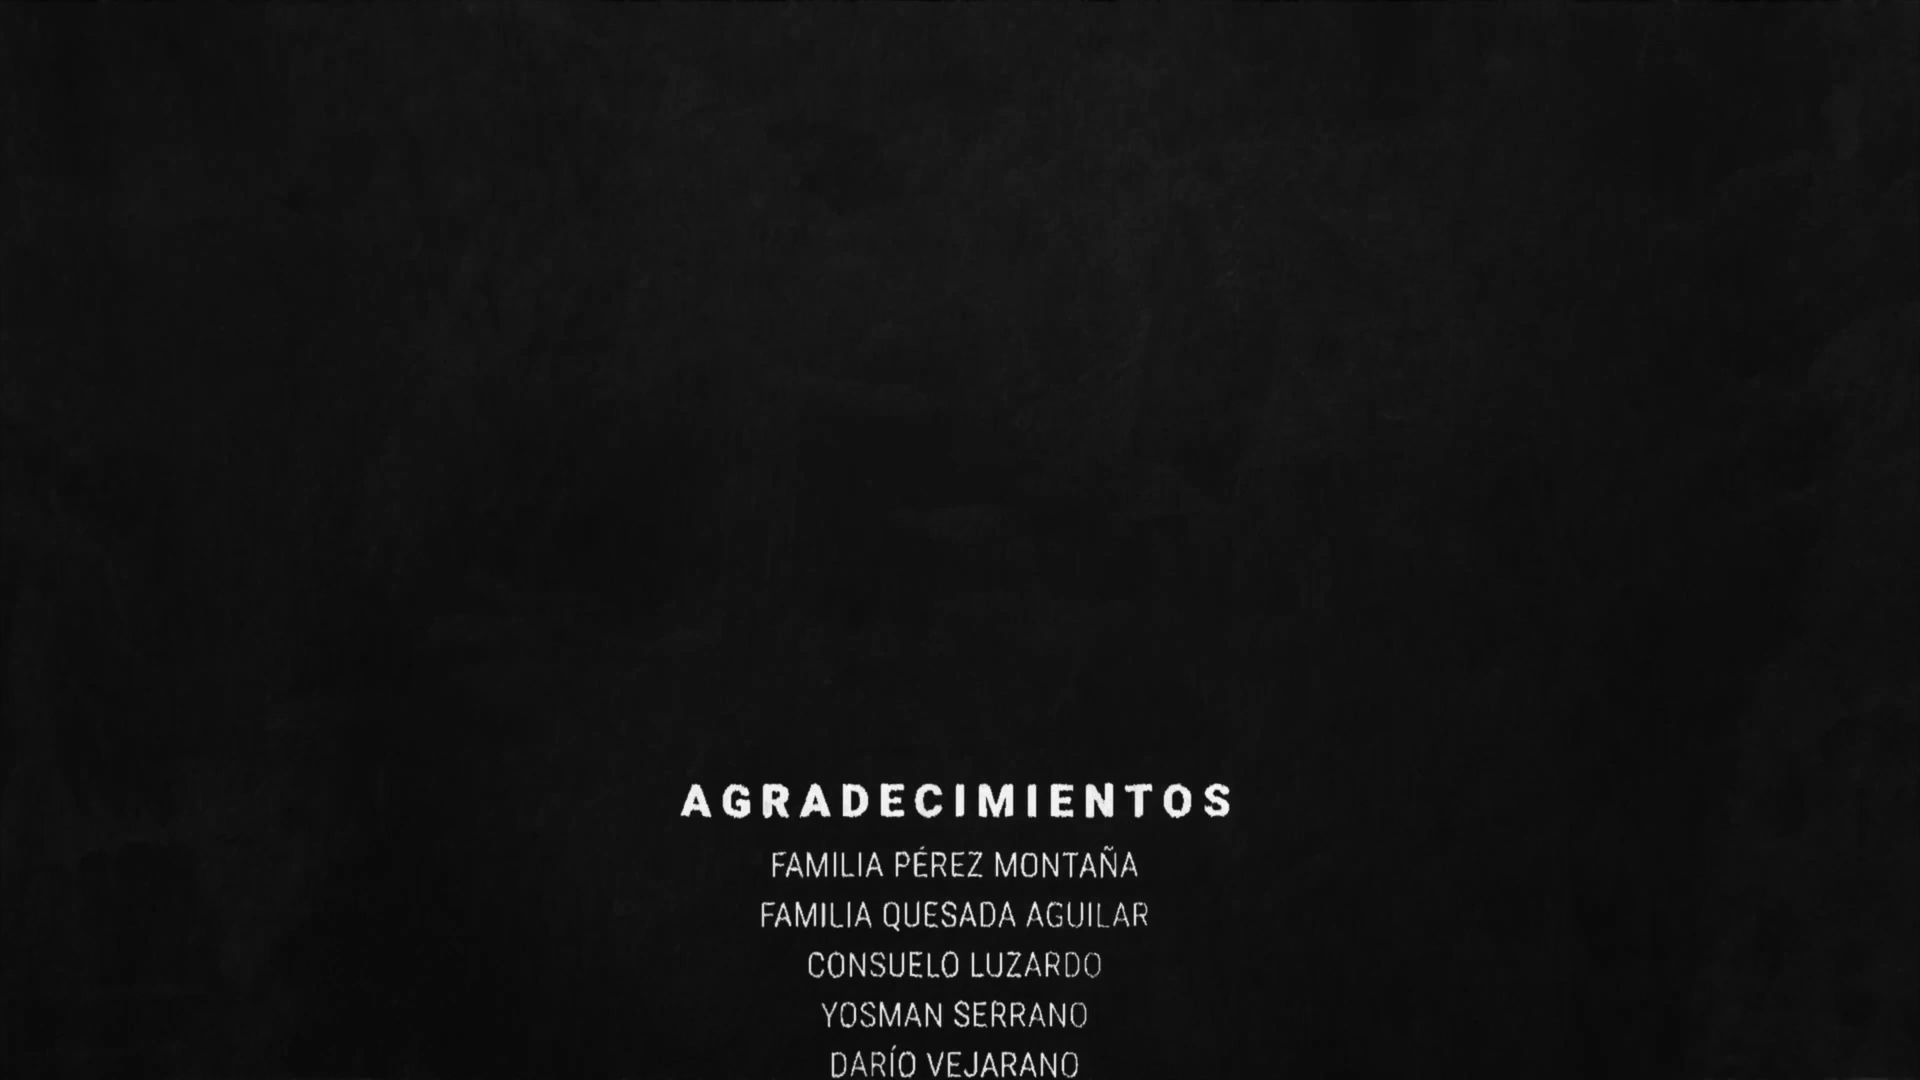 AGRADECIMIENTOS
FAMILIA PÉREZ MONTAÑA
FAMILIA QUESADA AGUILAR
CONSUELO LUZARDO
YOSMAN SERRANO
DARÍO VEJARANO